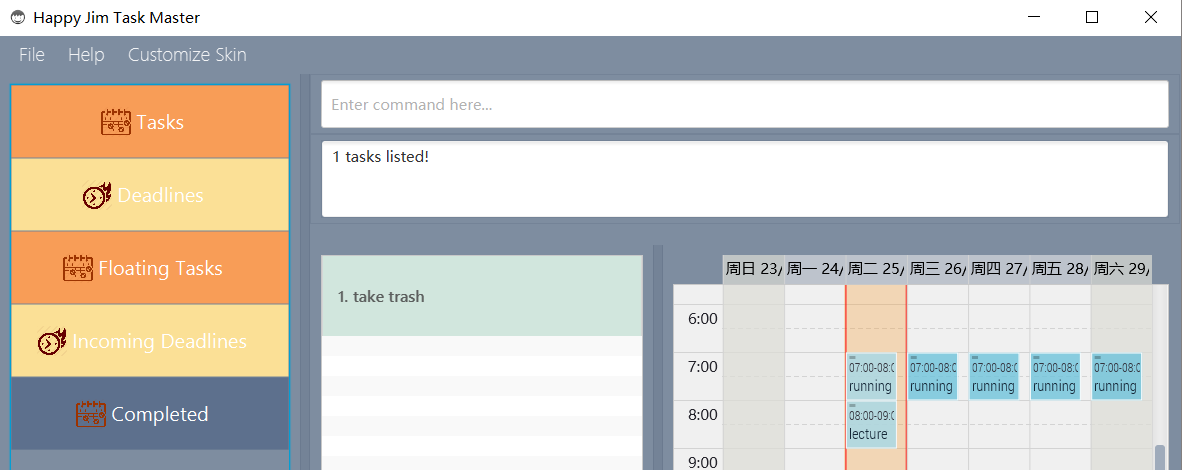 Happy Jim Task Master
File Help Customize Skin
Tasks
Deadlines
Floating Tasks
Incoming Deadlines
Completed
Enter command here...
1 tasks listed!
1. take trash
周日 23/ 周一 24/ 周二 25/ 周三 26/ 周四 27/ 周五 28/ 周六 29/
6:00
7:00
07:00-08:0 07:00-08:0 07:00-08:0 07:00-08:0 07:00-08:0
running running running running running
8:00
08:00-09:0
lecture
9:00